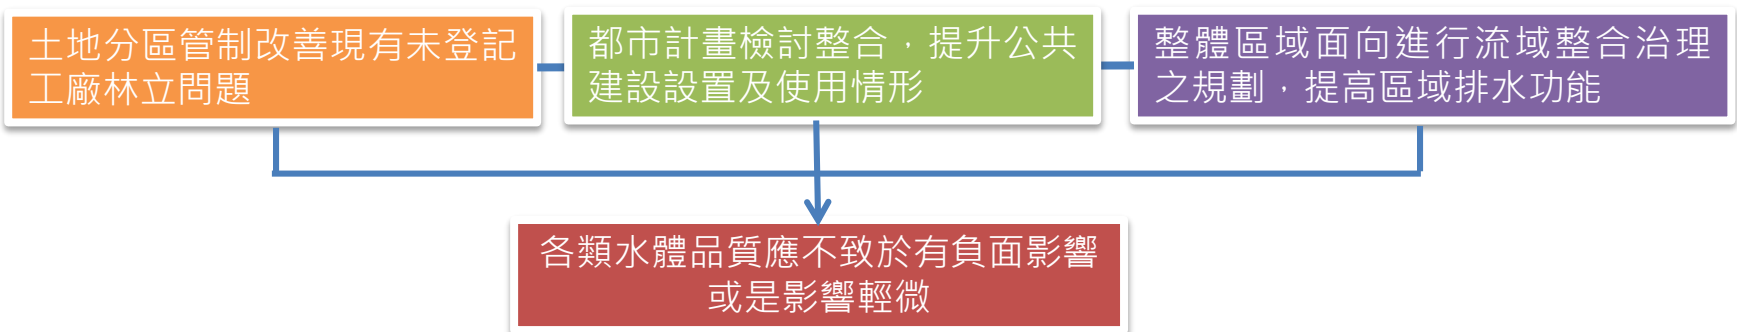 土地分區管制改善現有未登記
工廠林立問題
都市計畫檢討整合，提升公共
建設設置及使用情形
整體區域面向進行流域整合治理
之規劃，提高區域排水功能
各類水體品質應不致於有負面影響
或是影響輕微